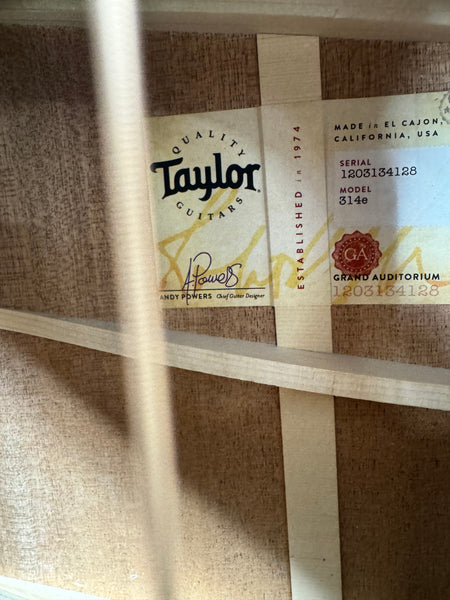 QUALITY
Taylor
GUITARS
A Powers
ANDY POWERS Chief Guitar Designer
ESTABLISHED in 1974
MADE in EL CAJON,
CALIFORNIA, USA
SERIAL
1203134128
MODEL
314e
GA
GRAND AUDITORIUM
1203134128